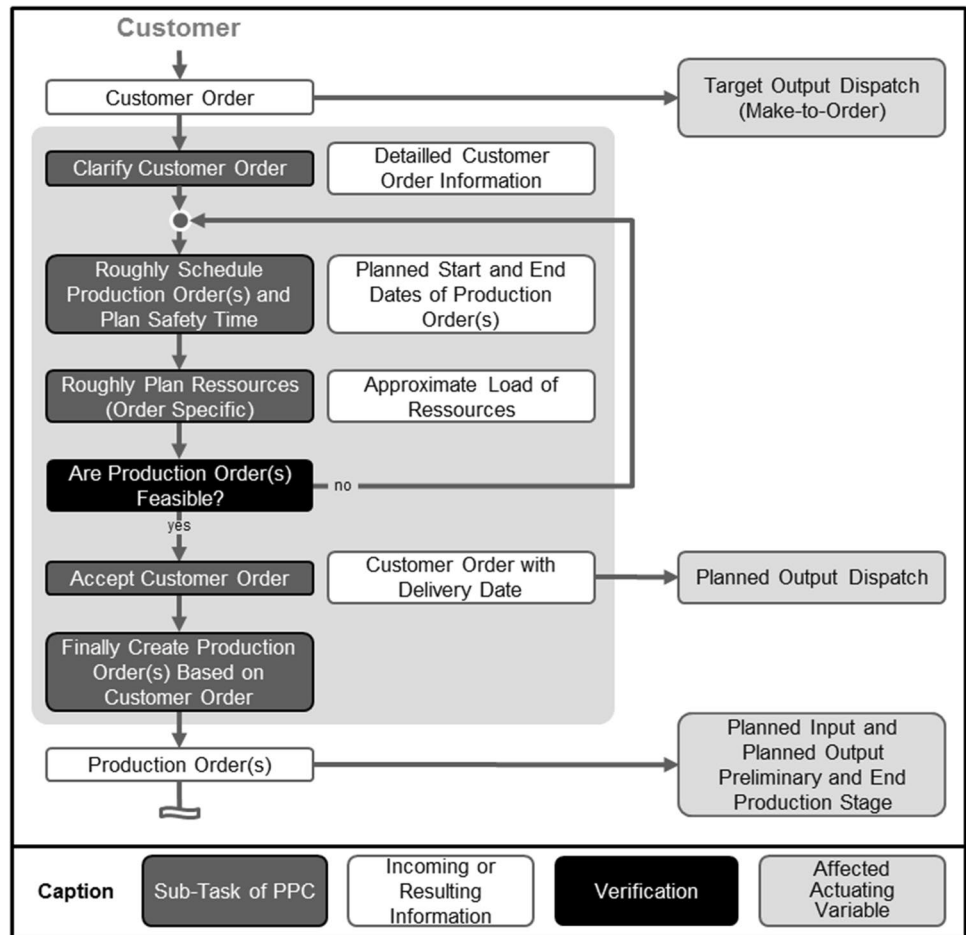 Customer
Customer Order
Target Output Dispatch
(Make-to-Order)
Clarify Customer Order
Detailled Customer
Order Information
Roughly Schedule
Production Order(s) and
Plan Safety Time
Planned Start and End
Dates of Production
Order(s)
Roughly Plan Ressources
(Order Specific)
Approximate Load of
Ressources
Are Production Order(s)
Feasible?
no
yes
Accept Customer Order
Customer Order with
Delivery Date
Planned Output Dispatch
Finally Create Production
Order(s) Based on
Customer Order
Production Order(s)
Planned Input and
Planned Output
Preliminary and End
Production Stage
Caption
Sub-Task of PPC
Incoming or
Resulting
Information
Verification
Affected
Actuating
Variable